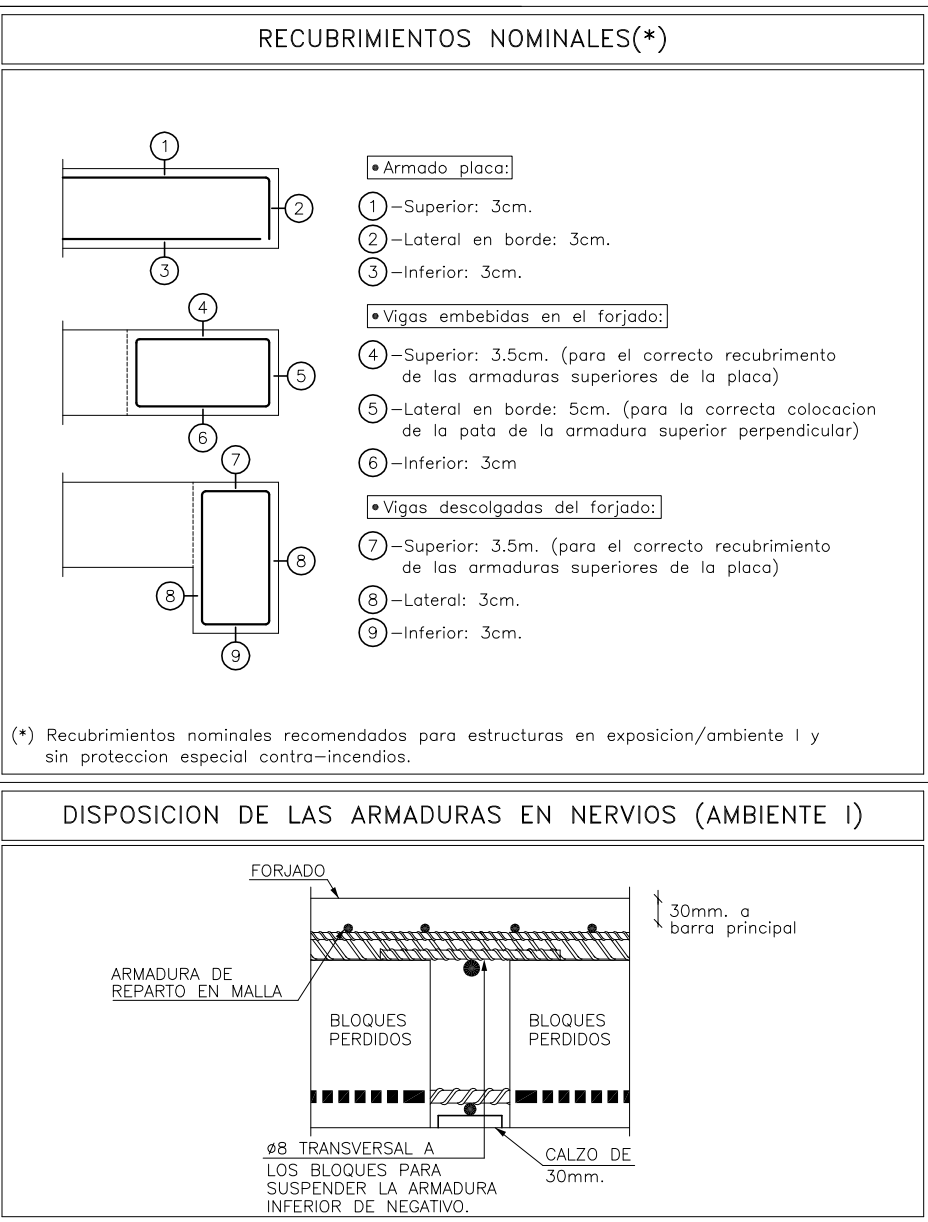 RECUBRIMIENTOS NOMINALES(*)
1
2
3
• Armado placa:
1 -Superior: 3cm.
2 -Lateral en borde: 3cm.
3 -Inferior: 3cm.
4
5
6
• Vigas embebidas en el forjado:
4 -Superior: 3.5cm. (para el correcto recubrimento
de las armaduras superiores de la placa)
5 -Lateral en borde: 5cm. (para la correcta colocacion
de la pata de la armadura superior perpendicular)
6 -Inferior: 3cm
7
8
8
9
• Vigas descolgadas del forjado:
7 -Superior: 3.5m. (para el correcto recubrimiento
de las armaduras superiores de la placa)
8 -Lateral: 3cm.
9 -Inferior: 3cm.
(*) Recubrimientos nominales recomendados para estructuras en exposicion/ambiente I y
sin proteccion especial contra-incendios.
DISPOSICION DE LAS ARMADURAS EN NERVIOS (AMBIENTE I)
FORJADO
30mm. a
barra principal
ARMADURA DE
REPARTO EN MALLA
BLOQUES
PERDIDOS
BLOQUES
PERDIDOS
ø8 TRANSVERSAL A
LOS BLOQUES PARA
SUSPENDER LA ARMADURA
INFERIOR DE NEGATIVO.
CALZO DE
30mm.